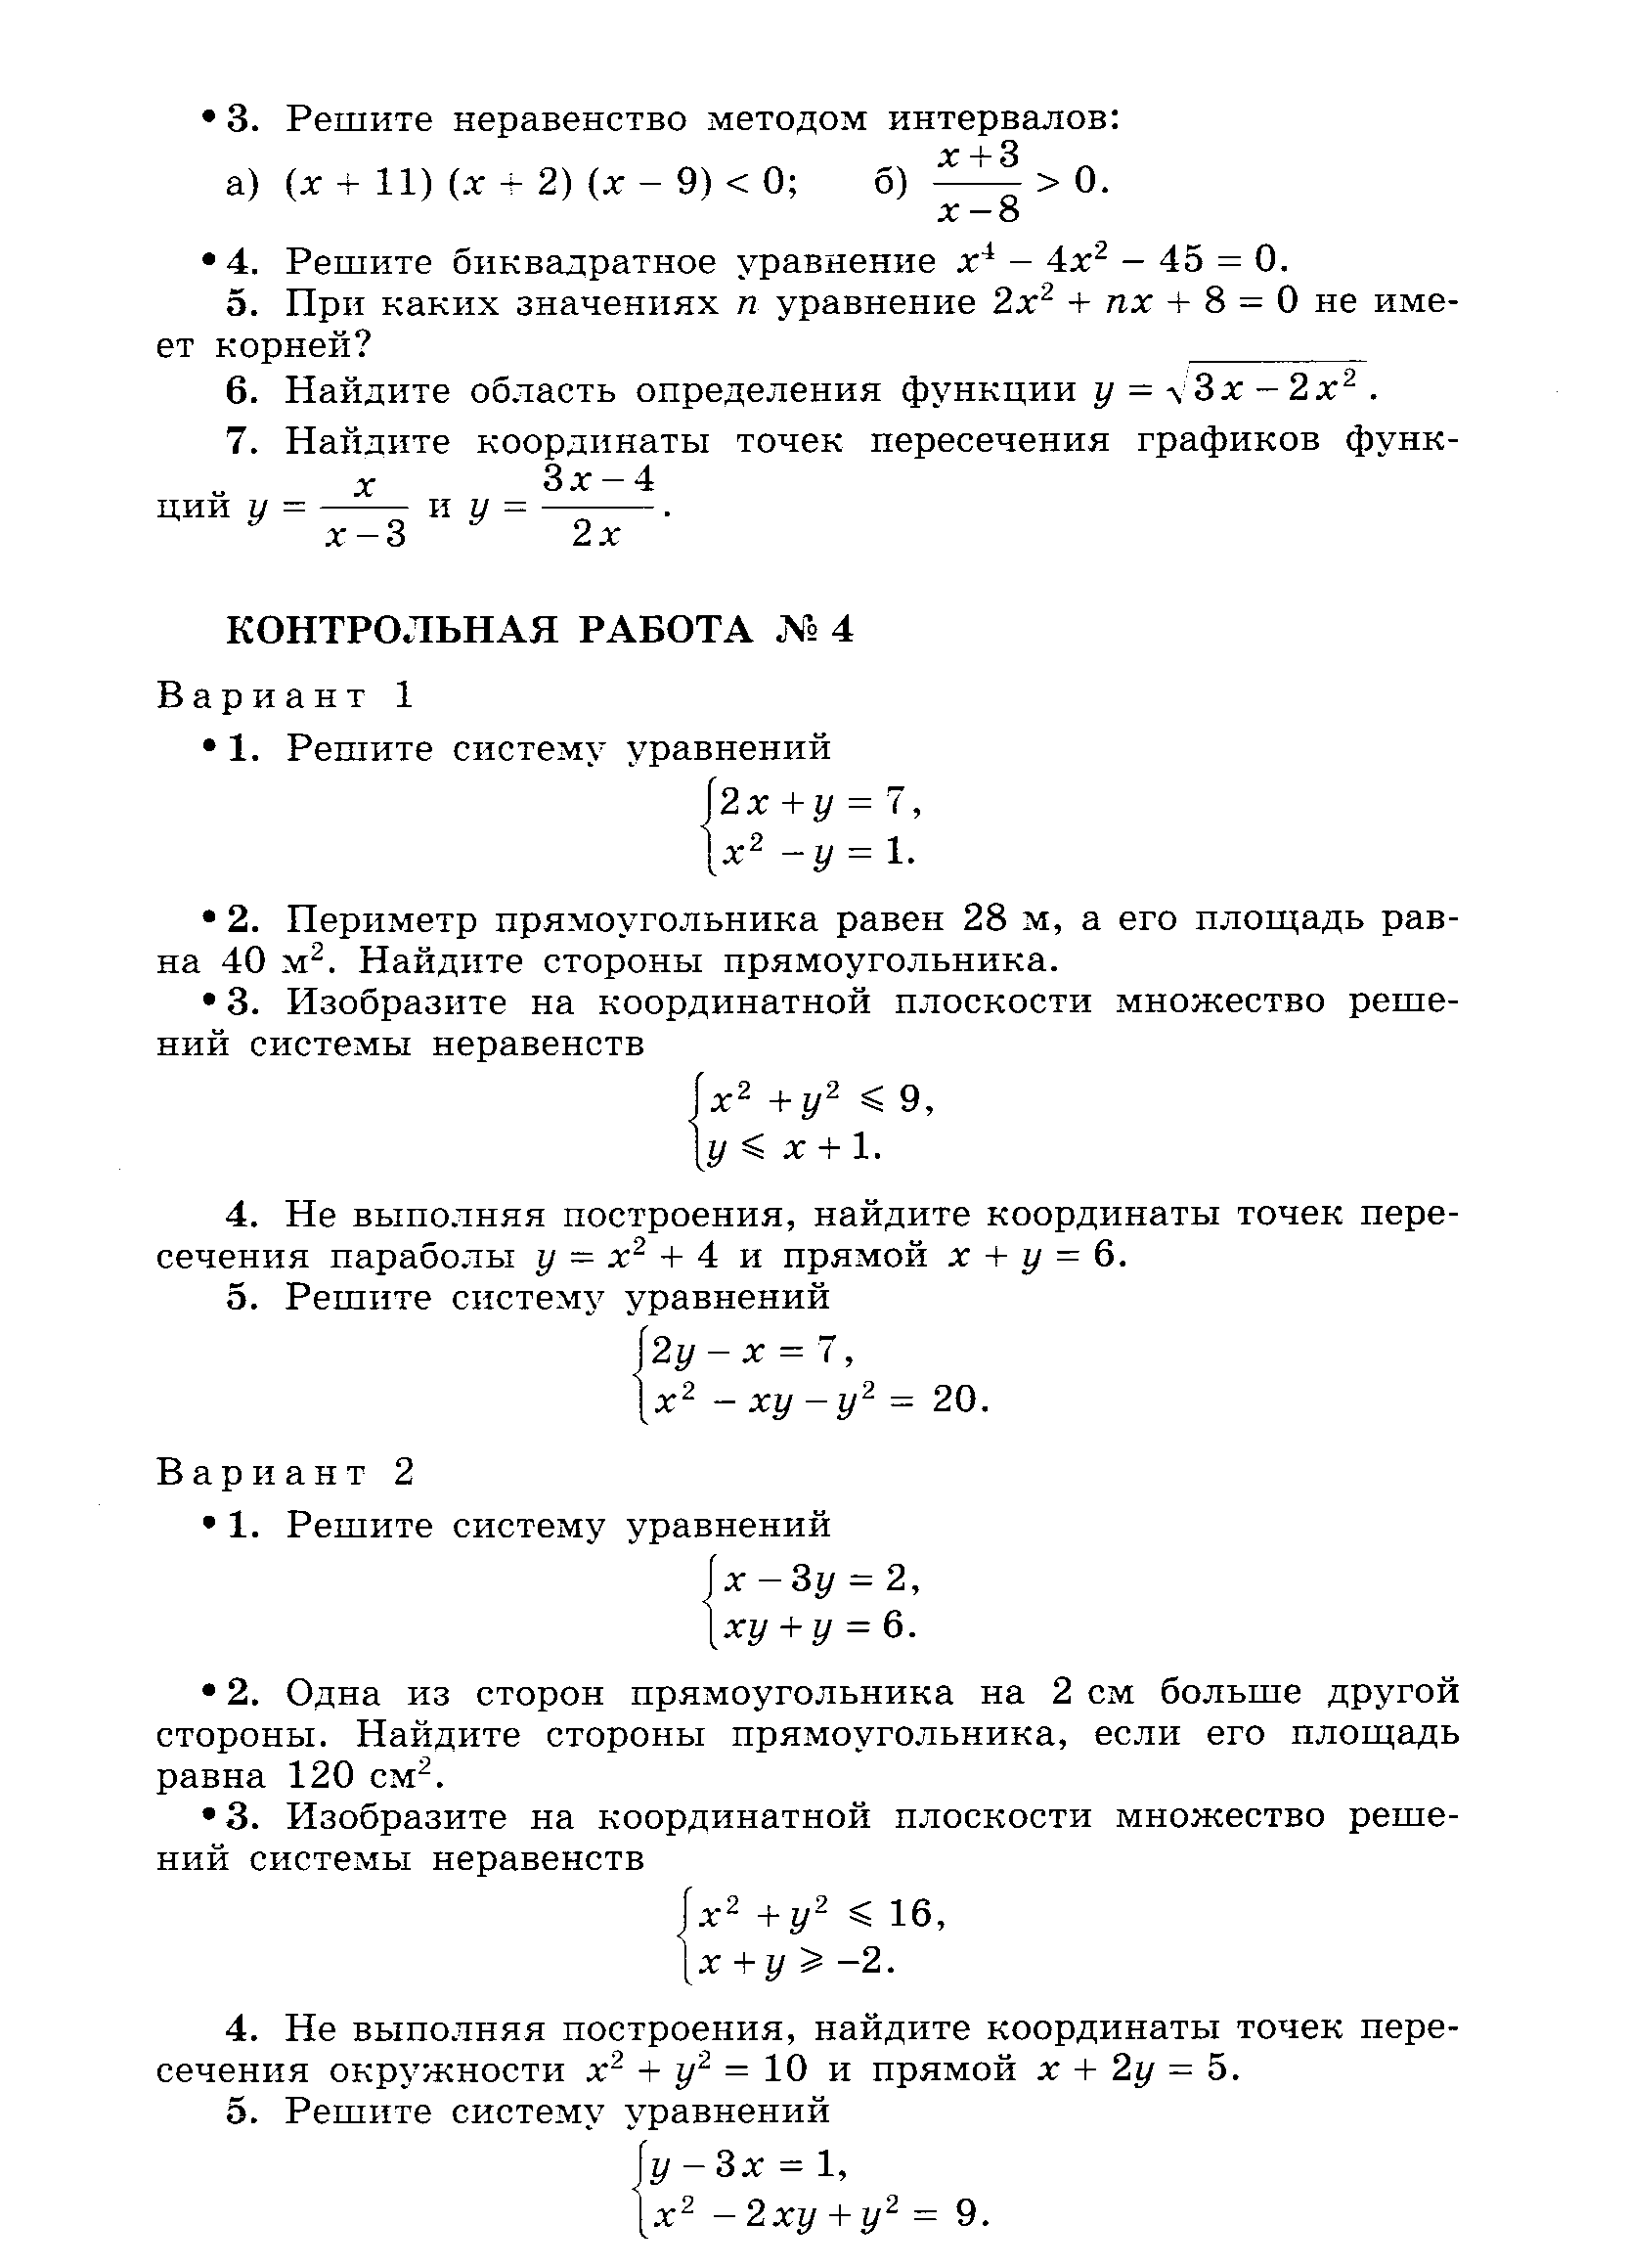 • 3. Решите неравенство методом интервалов:
а) (x + 11) (x + 2) (x − 9) < 0; б) (x + 3)/(x − 8) > 0.
• 4. Решите биквадратное уравнение x⁴ − 4x² − 45 = 0.
5. При каких значениях n уравнение 2x² + nx + 8 = 0 не име-
ет корней?
6. Найдите область определения функции y = √(3x − 2x²).
7. Найдите координаты точек пересечения графиков функ-
ций y = x/(x − 3) и y = (3x − 4)/(2x).
КОНТРОЛЬНАЯ РАБОТА № 4
Вариант 1
• 1. Решите систему уравнений
{2x + y = 7,
x² − y = 1.
• 2. Периметр прямоугольника равен 28 м, а его площадь рав-
на 40 м². Найдите стороны прямоугольника.
• 3. Изобразите на координатной плоскости множество реше-
ний системы неравенств
{x² + y² ⩽ 9,
y ⩽ x + 1.
4. Не выполняя построения, найдите координаты точек пере-
сечения параболы y = x² + 4 и прямой x + y = 6.
5. Решите систему уравнений
{2y − x = 7,
x² − xy − y² = 20.
Вариант 2
• 1. Решите систему уравнений
{x − 3y = 2,
xy + y = 6.
• 2. Одна из сторон прямоугольника на 2 см больше другой
стороны. Найдите стороны прямоугольника, если его площадь
равна 120 см².
• 3. Изобразите на координатной плоскости множество реше-
ний системы неравенств
{x² + y² ⩽ 16,
x + y ⩾ −2.
4. Не выполняя построения, найдите координаты точек пере-
сечения окружности x² + y² = 10 и прямой x + 2y = 5.
5. Решите систему уравнений
{y − 3x = 1,
x² − 2xy + y² = 9.